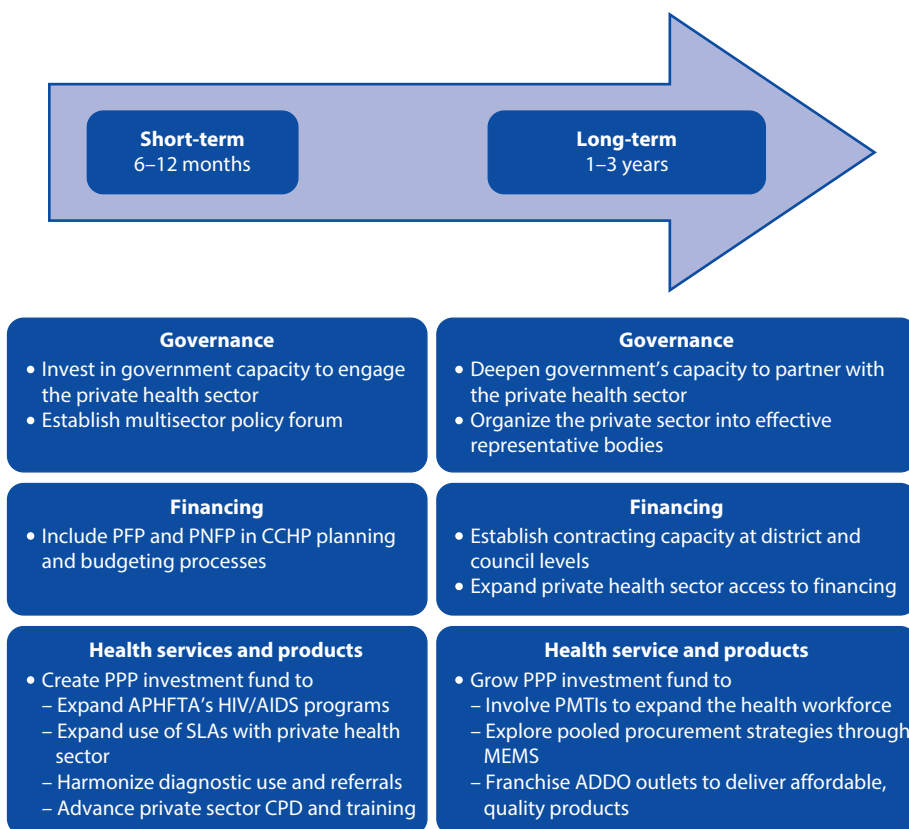 Short-term
6–12 months
Long-term
1–3 years
Governance
• Invest in government capacity to engage
the private health sector
• Establish multisector policy forum
Governance
• Deepen government’s capacity to partner with
the private sector
• Organize the private sector into effective
representative bodies
Financing
• Include PFP and PNFP in CCHP planning
and budgeting processes
Financing
• Establish contracting capacity at district and
council levels
• Expand private health sector access to financing
Health services and products
• Create PPP investment fund to
– Expand APHFTA’s HIV/AIDS programs
– Expand use of SLAs with private health
sector
– Harmonize diagnostic use and referrals
– Advance private sector CPD and training
Health service and products
• Grow PPP investment fund to
– Involve PMTIs to expand the health workforce
– Explore pooled procurement strategies through
MEMS
– Franchise ADDO outlets to deliver affordable,
quality products